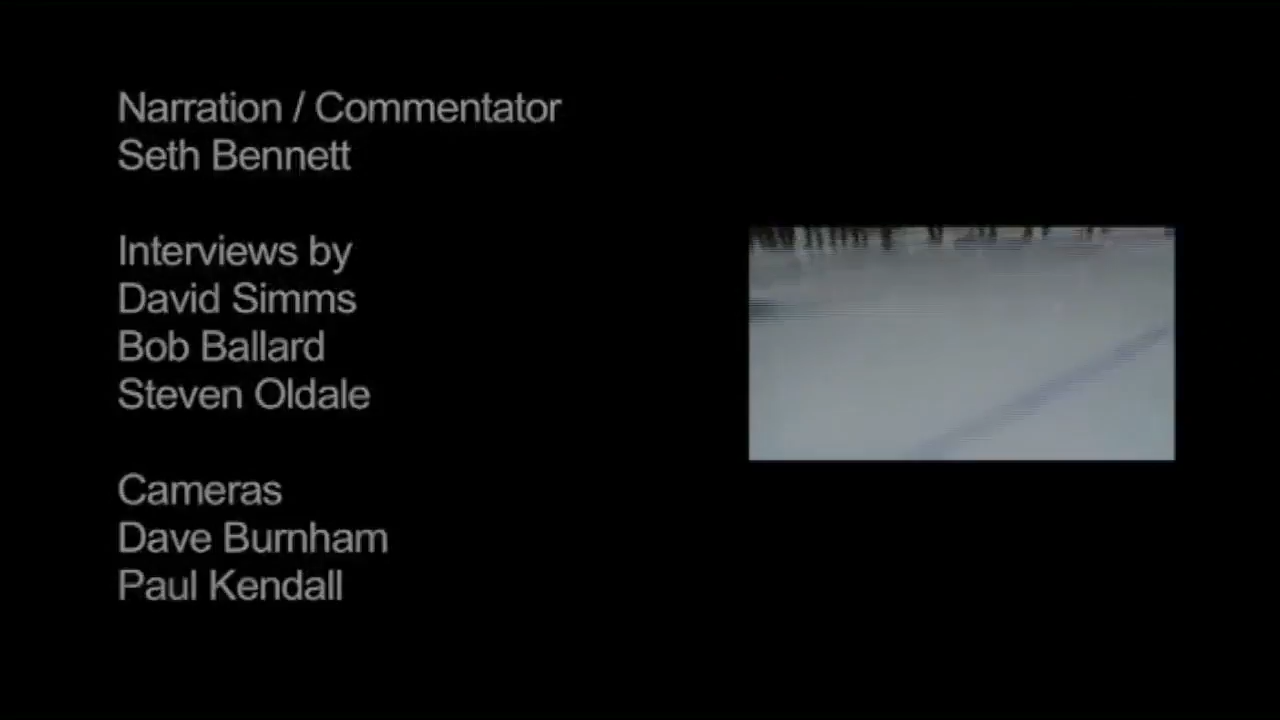 Narration / Commentator
Seth Bennett
Interviews by
David Simms
Bob Ballard
Steven Oldale
Cameras
Dave Burnham
Paul Kendall